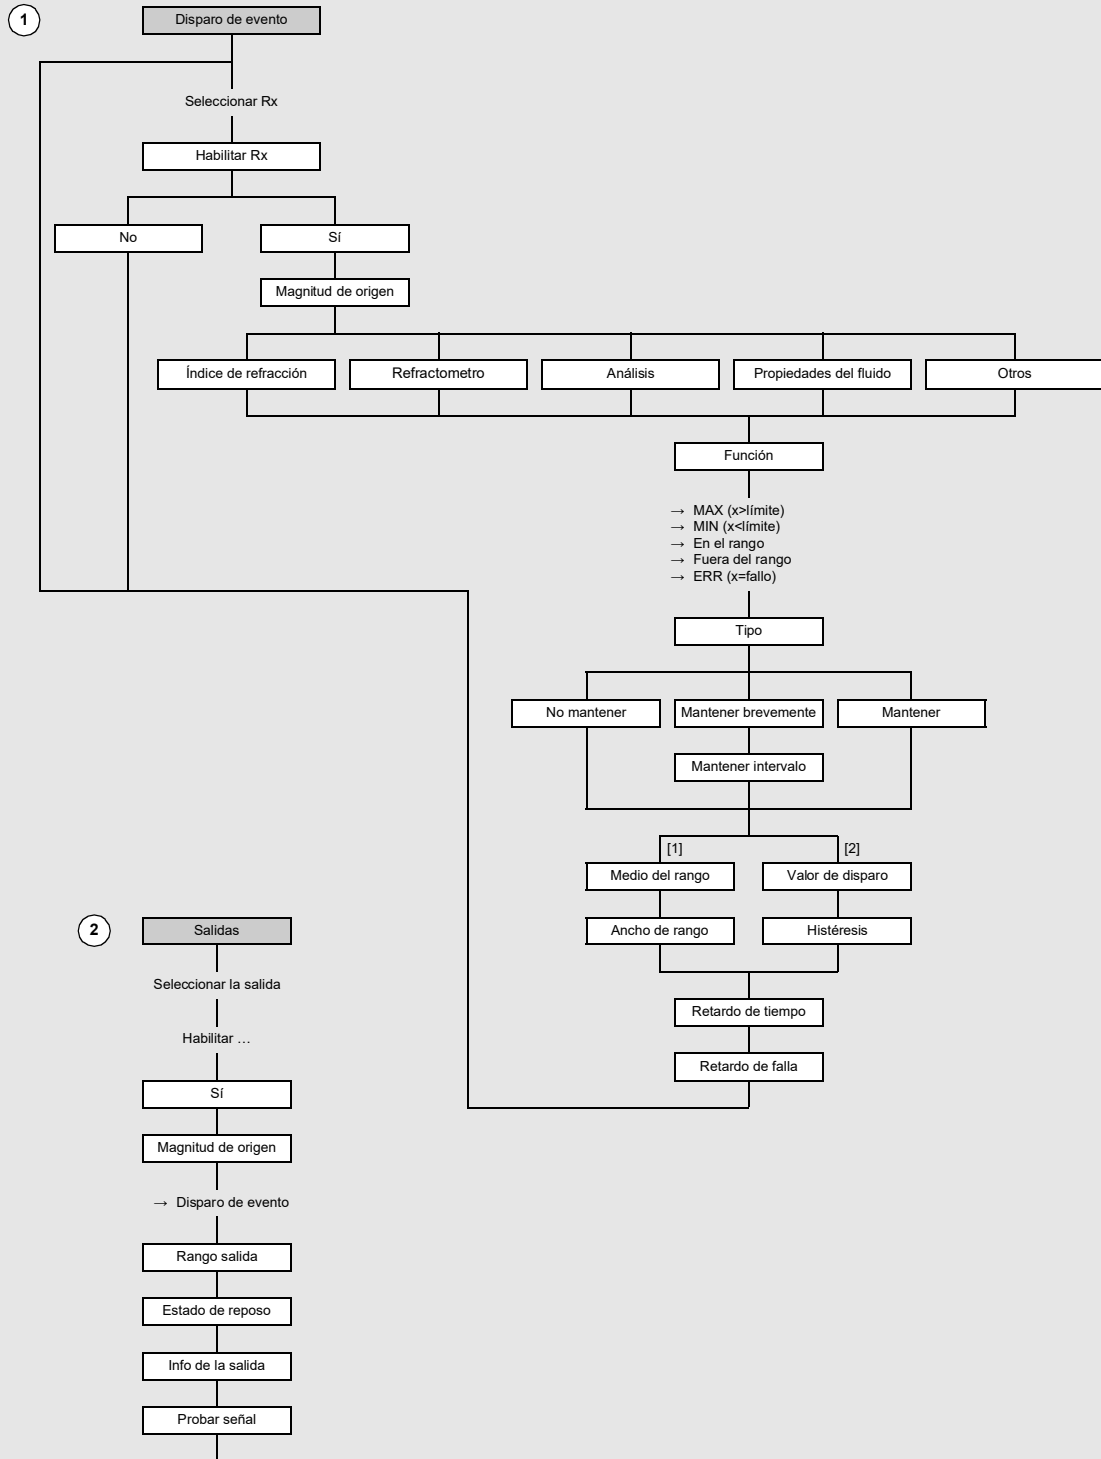 1
Disparo de evento
Seleccionar Rx
Habilitar Rx
No
Sí
Magnitud de origen
Índice de refracción
Refractometro
Análisis
Propiedades del fluido
Otros
Función
→ MAX (x>límite)
→ MIN (x<límite)
→ En el rango
→ Fuera del rango
→ ERR (x=fallo)
Tipo
No mantener
Mantener brevemente
Mantener
Mantener intervalo
[1]
[2]
Medio del rango
Valor de disparo
Ancho de rango
Histéresis
Retardo de tiempo
Retardo de falla
2
Salidas
Seleccionar la salida
Habilitar …
Sí
Magnitud de origen
→ Disparo de evento
Rango salida
Estado de reposo
Info de la salida
Probar señal